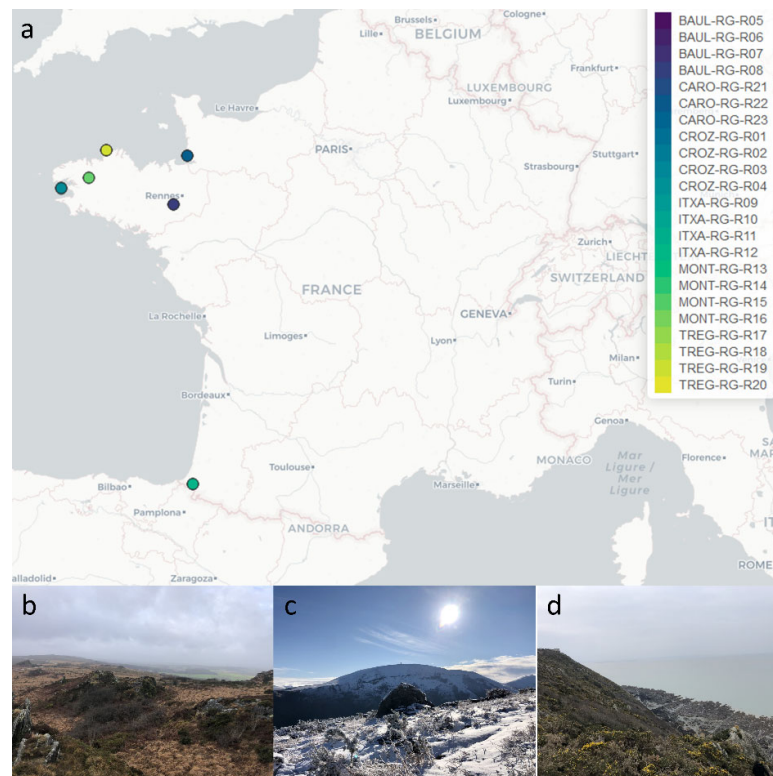 a
Brussels
Cologne
Lille
BELGIUM
Frankfurt
LUXEMBOURG
Luxembourg
Le Havre
PARIS
Strasbourg
Stuttgart
Rennes
Zurich
LIECHT
SWITZERLAND
FRANCE
GENEVA
La Rochelle
Limoges
Lyon
Milan
Turin
Bordeaux
Genoa
Mar
Ligure /
Mer
Ligure
Florence
SA
MAR
MONACO
Toulouse
Marseille
Bilbao
Pamplona
ANDORRA
IT
ROME
alladolid
Zaragoza
BAUL-RG-R05
BAUL-RG-R06
BAUL-RG-R07
BAUL-RG-R08
CARO-RG-R21
CARO-RG-R22
CARO-RG-R23
CROZ-RG-R01
CROZ-RG-R02
CROZ-RG-R03
CROZ-RG-R04
ITXA-RG-R09
ITXA-RG-R10
ITXA-RG-R11
ITXA-RG-R12
MONT-RG-R13
MONT-RG-R14
MONT-RG-R15
MONT-RG-R16
TREG-RG-R17
TREG-RG-R18
TREG-RG-R19
TREG-RG-R20
b
c
d